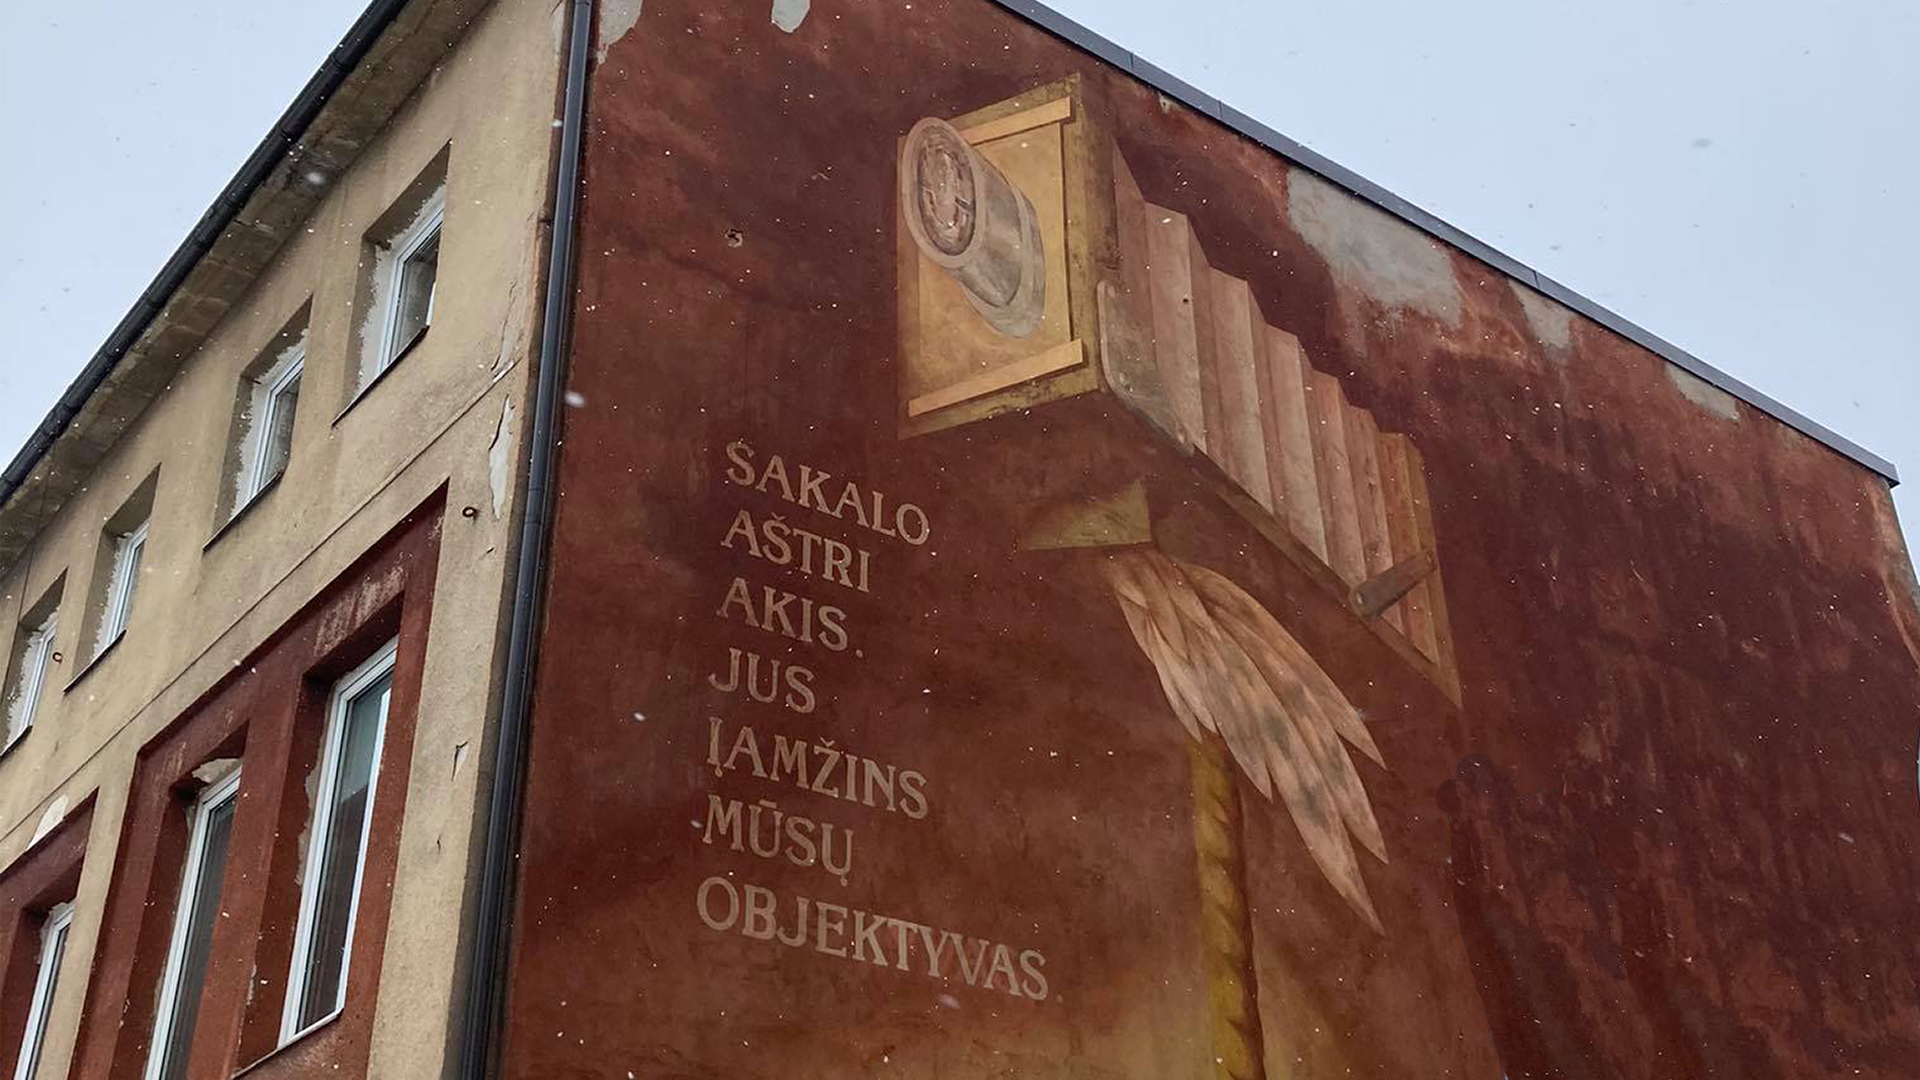 SAKALO
AŠTRI
AKIS.
JUS
ĮAMŽINS
MŪSŲ
OBJEKTYVAS.